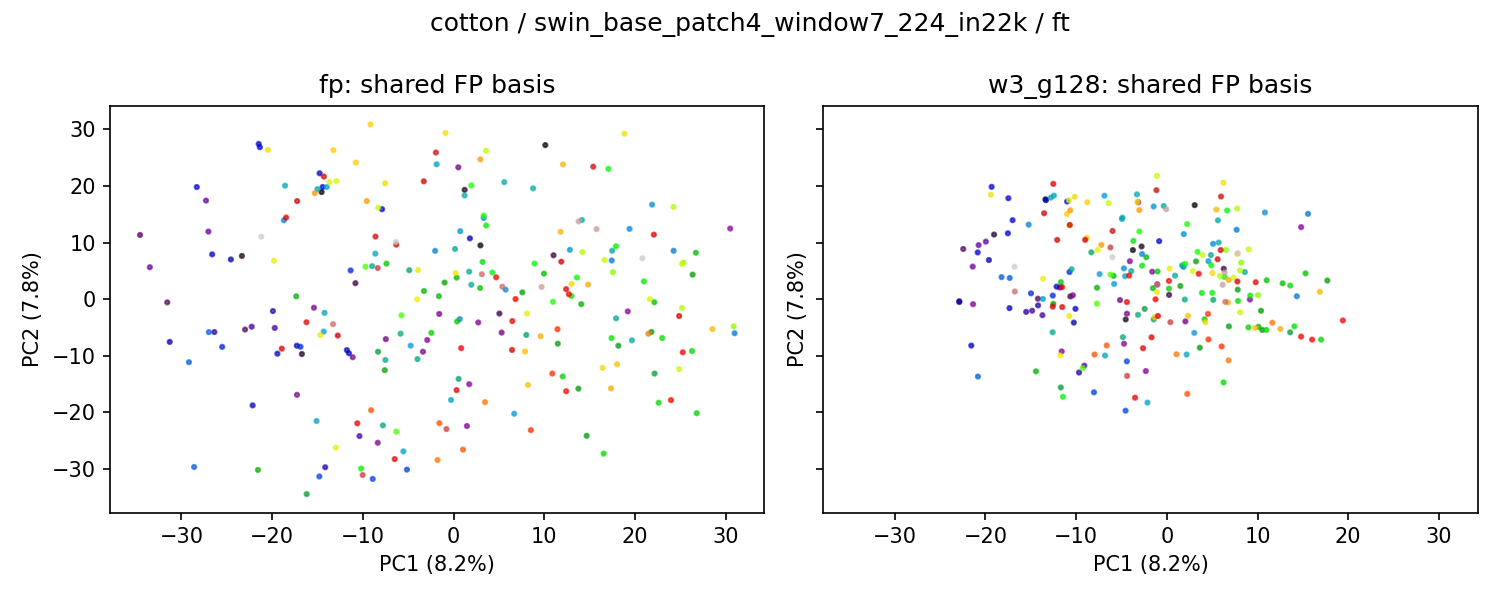 cotton / swin_base_patch4_window7_224_in22k / ft
fp: shared FP basis
w3_g128: shared FP basis
30
20
10
0
−10
−20
−30
PC2 (7.8%)
−30 −20 −10 0 10 20 30
PC1 (8.2%)
PC2 (7.8%)
−30 −20 −10 0 10 20 30
PC1 (8.2%)